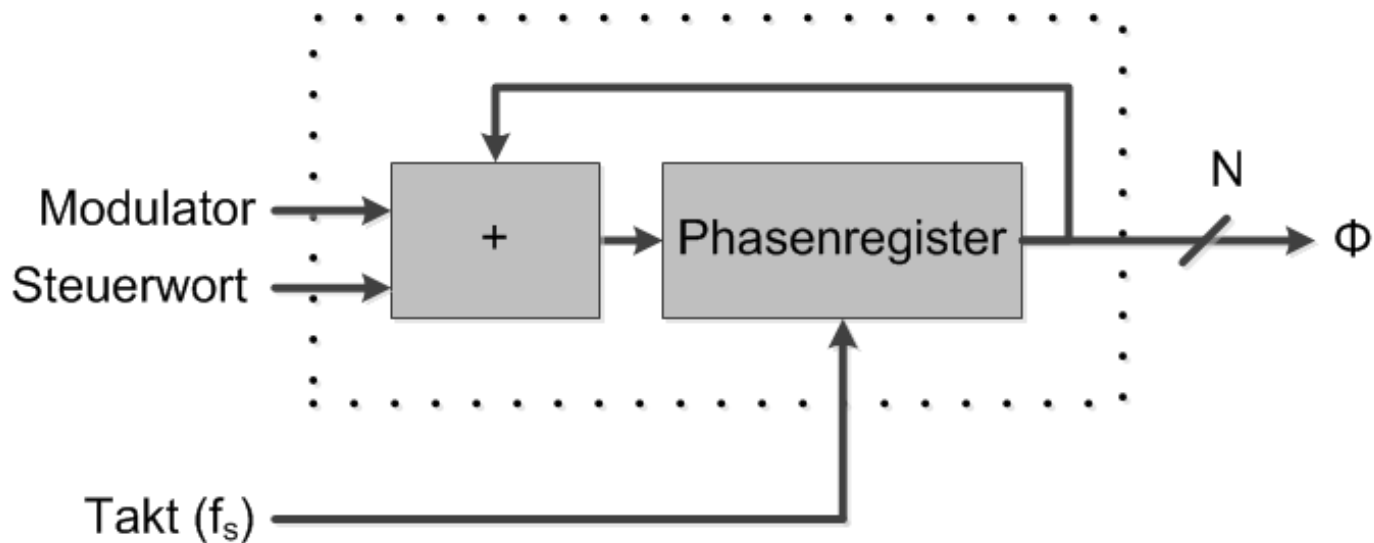 N
Modulator
+
Phasenregister
Φ
Steuerwort
Takt (fs)